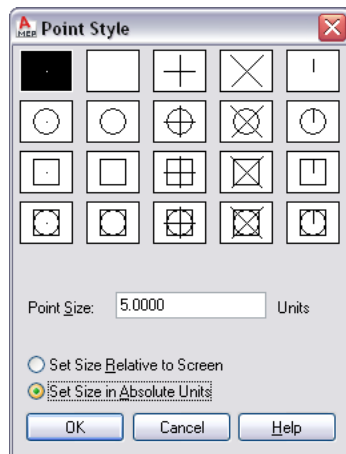 MEP Point Style
Point Size: 5.0000 Units
Set Size Relative to Screen
Set Size in Absolute Units
OK Cancel Help